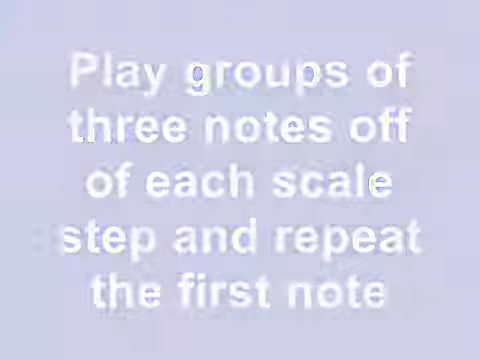 Play groups of
three notes off
of each scale
step and repeat
the first note